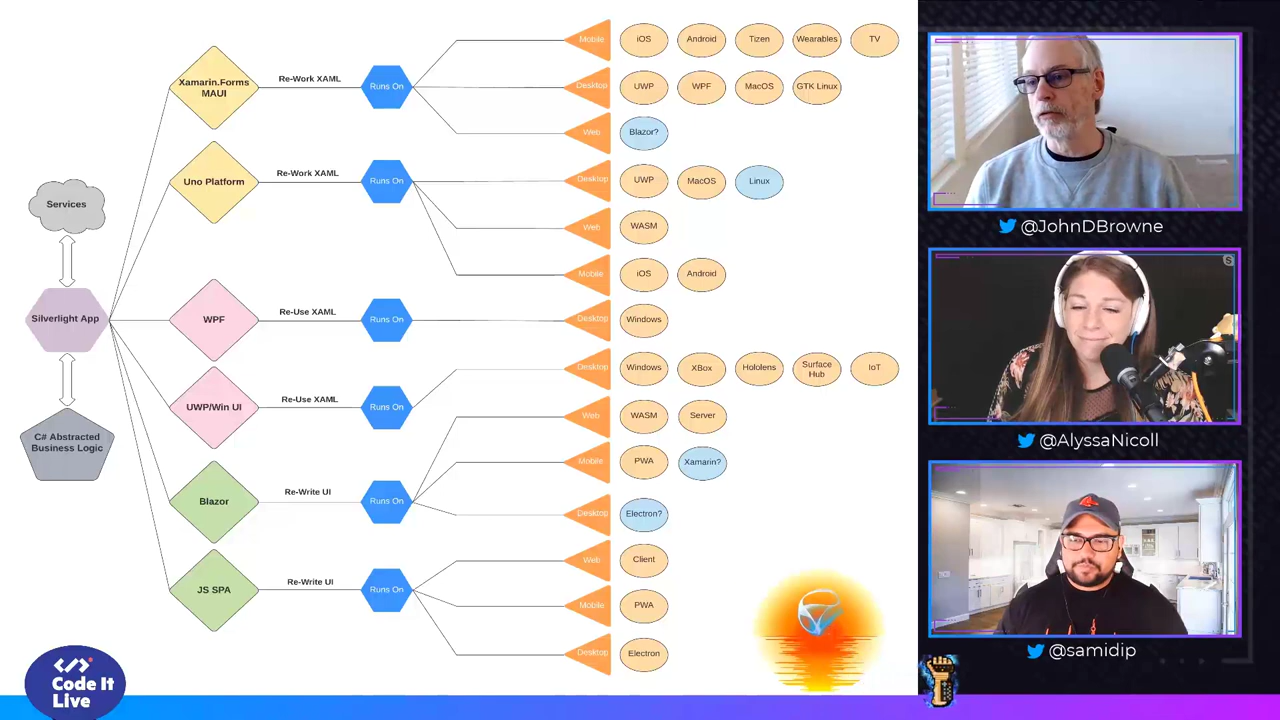 Services
Silverlight App
C# Abstracted
Business Logic
Xamarin.Forms
MAUI
Re-Work XAML
Runs On
Mobile
iOS
Android
Tizen
Wearables
TV
Desktop
UWP
WPF
MacOS
GTK Linux
Web
Blazor?
Uno Platform
Re-Work XAML
Runs On
Desktop
UWP
MacOS
Linux
Web
WASM
Mobile
iOS
Android
WPF
Re-Use XAML
Runs On
Desktop
Windows
UWP/Win UI
Re-Use XAML
Runs On
Desktop
Windows
XBox
Hololens
Surface
Hub
IoT
Blazor
Re-Write UI
Runs On
Web
WASM
Server
Mobile
PWA
Xamarin?
Desktop
Electron?
JS SPA
Re-Write UI
Runs On
Web
Client
Mobile
PWA
Desktop
Electron
Code It
Live
@JohnDBrowne
@AlyssaNicoll
@samidip